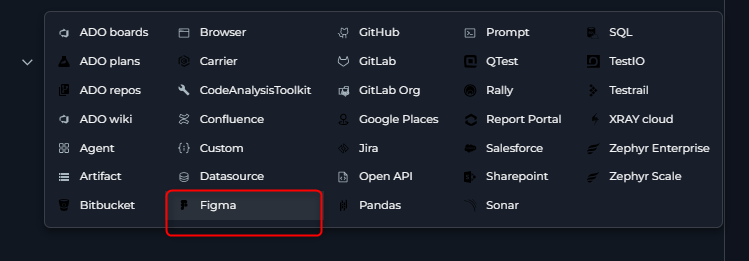 ADO boards
ADO plans
ADO repos
ADO wiki
Agent
Artifact
Bitbucket
Browser
Carrier
CodeAnalysisToolkit
Confluence
Custom
Datasource
Figma
GitHub
GitLab
GitLab Org
Google Places
Jira
Open API
Pandas
Prompt
QTest
Rally
Report Portal
Salesforce
Sharepoint
Sonar
SQL
TestIO
Testrail
XRAY cloud
Zephyr Enterprise
Zephyr Scale